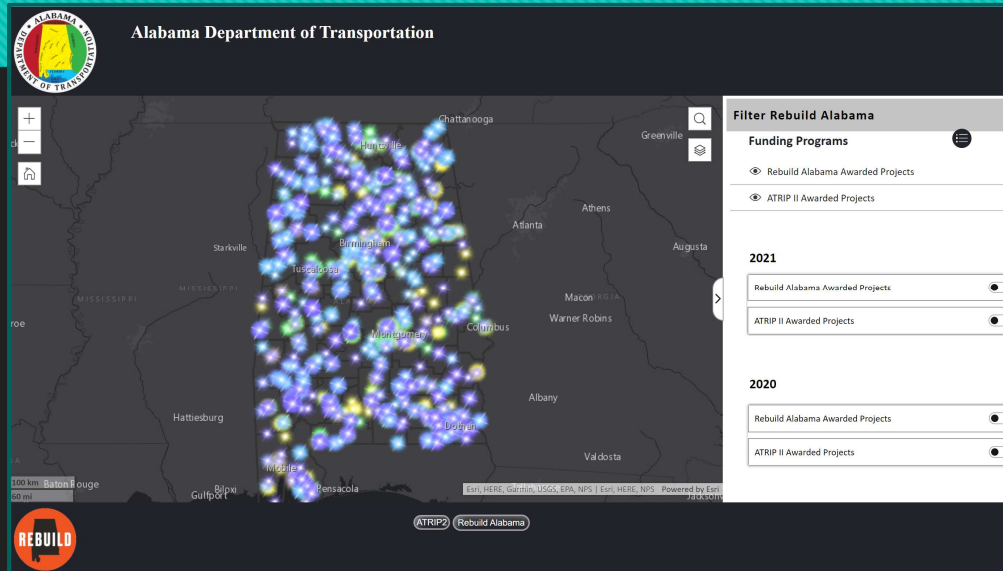 ALABAMA
DEPARTMENT OF TRANSPORTATION
Alabama Department of Transportation
Filter Rebuild Alabama
Funding Programs
Rebuild Alabama Awarded Projects
ATRIP II Awarded Projects
2021
Rebuild Alabama Awarded Projects
ATRIP II Awarded Projects
2020
Rebuild Alabama Awarded Projects
ATRIP II Awarded Projects
Chattanooga
Greenville
Huntsville
Athens
Atlanta
Starkville
Birmingham
Augusta
Tuscaloosa
MISSISSIPPI
MISSISSIPPI
Macon
Warner Robins
roe
Montgomery
Columbus
Albany
Hattiesburg
Dothan
Valdosta
Mobile
100 km
60 mi
Baton Rouge
Gulfport
Biloxi
Pensacola
Esri, HERE, Garmin, USGS, EPA, NPS | Esri, HERE, NPS Powered by Esri
Jacksonv
ATRIP2 Rebuild Alabama
REBUILD